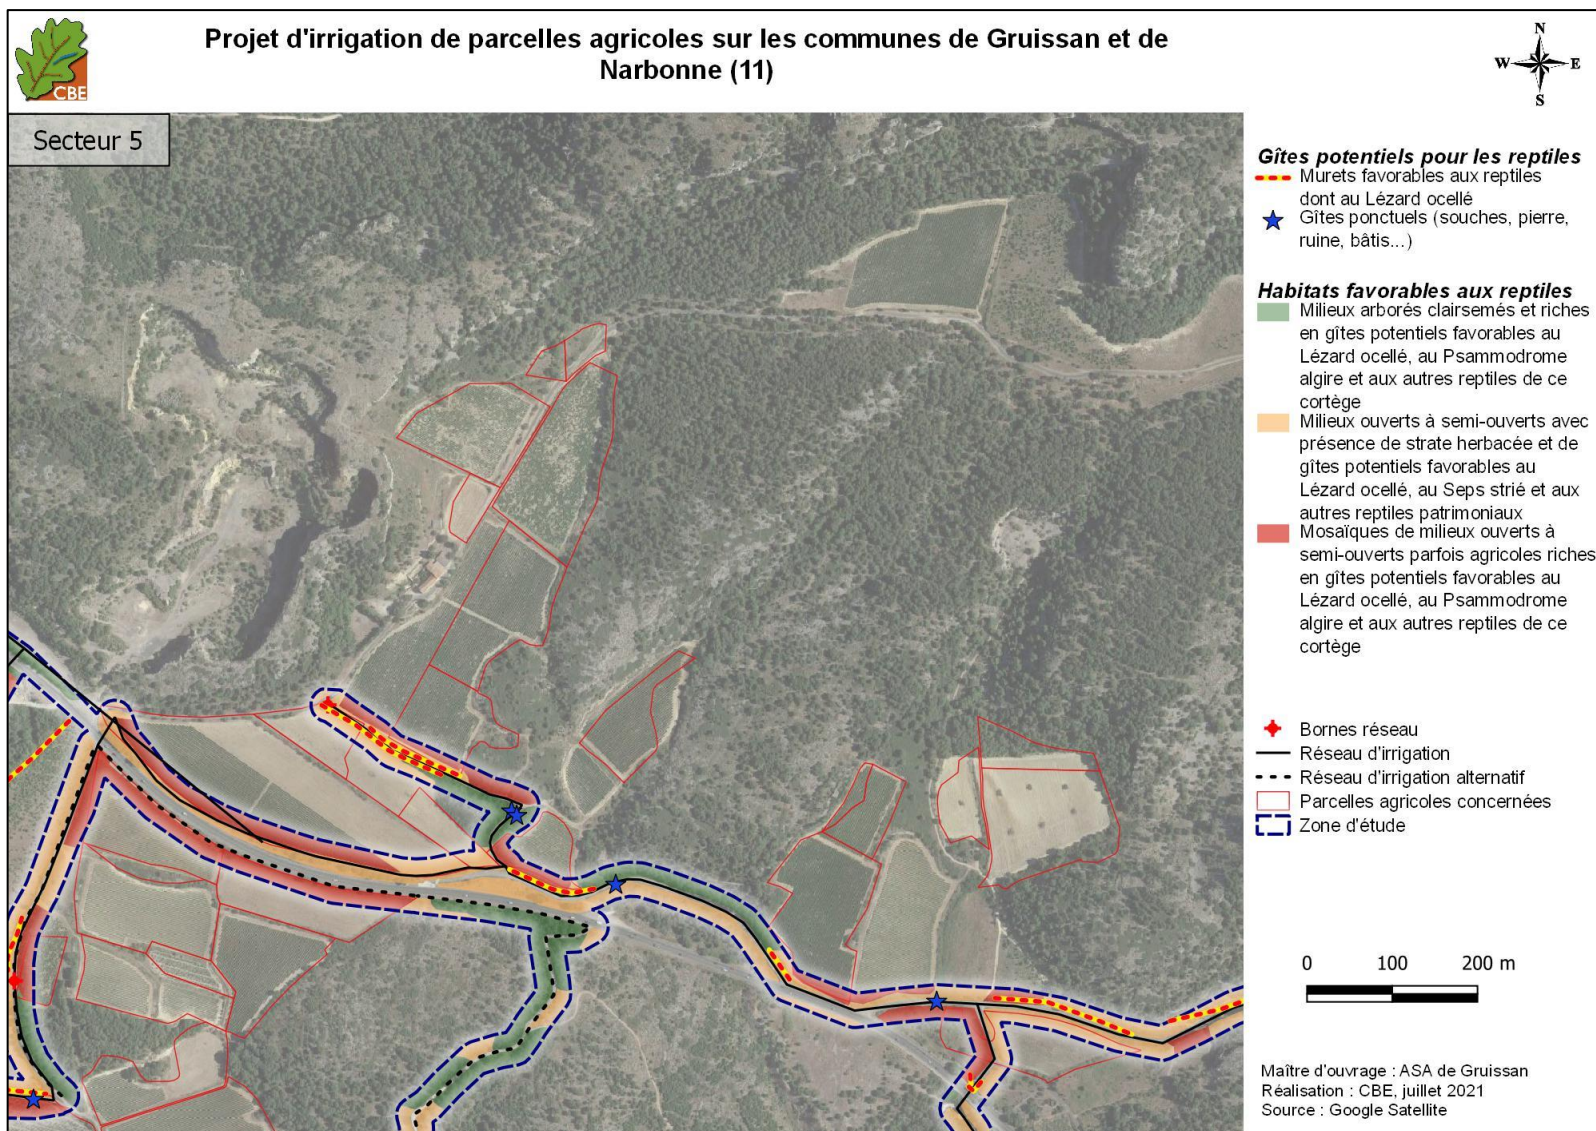 Projet d'irrigation de parcelles agricoles sur les communes de Gruissan et de
Narbonne (11)
CBE
N
W
E
S
Secteur 5
Gîtes potentiels pour les reptiles
Murets favorables aux reptiles
dont au Lézard ocellé
Gîtes ponctuels (souches, pierre,
ruine, bâtis...)
Habitats favorables aux reptiles
Milieux arborés clairsemés et riches
en gîtes potentiels favorables au
Lézard ocellé, au Psammodrome
algire et aux autres reptiles de ce
cortège
Milieux ouverts à semi-ouverts avec
présence de strate herbacée et de
gîtes potentiels favorables au
Lézard ocellé, au Seps strié et aux
autres reptiles patrimoniaux
Mosaïques de milieux ouverts à
semi-ouverts parfois agricoles riches
en gîtes potentiels favorables au
Lézard ocellé, au Psammodrome
algire et aux autres reptiles de ce
cortège
Bornes réseau
Réseau d'irrigation
Réseau d'irrigation alternatif
Parcelles agricoles concernées
Zone d'étude
0 100 200 m
Maître d'ouvrage : ASA de Gruissan
Réalisation : CBE, juillet 2021
Source : Google Satellite